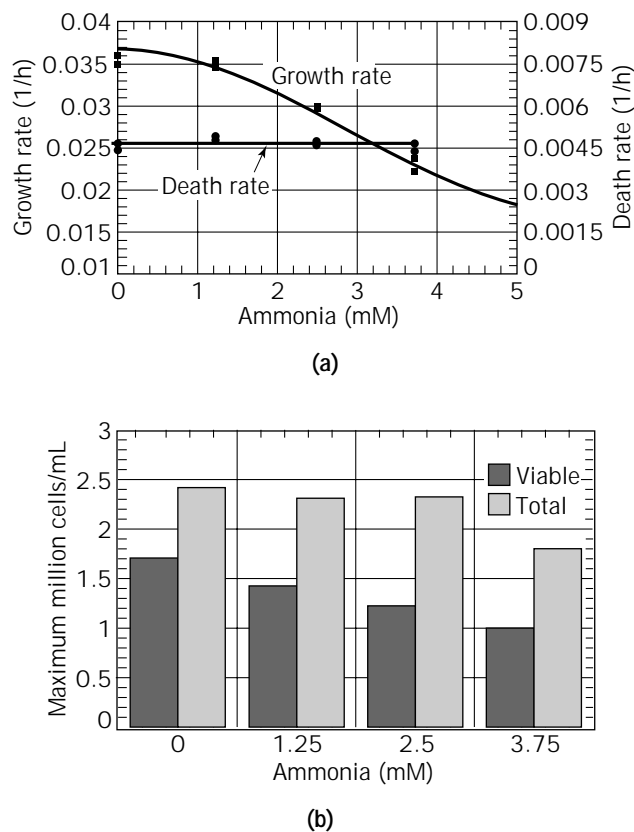 0.04
0.035
0.03
0.025
0.02
0.015
0.01
Growth rate (1/h)
0.009
0.0075
0.006
0.0045
0.003
0.0015
0
Death rate (1/h)
Growth rate
Death rate
0 1 2 3 4 5
Ammonia (mM)
(a)
3
2.5
2
1.5
1
0.5
0
Maximum million cells/mL
Viable
Total
0 1.25 2.5 3.75
Ammonia (mM)
(b)